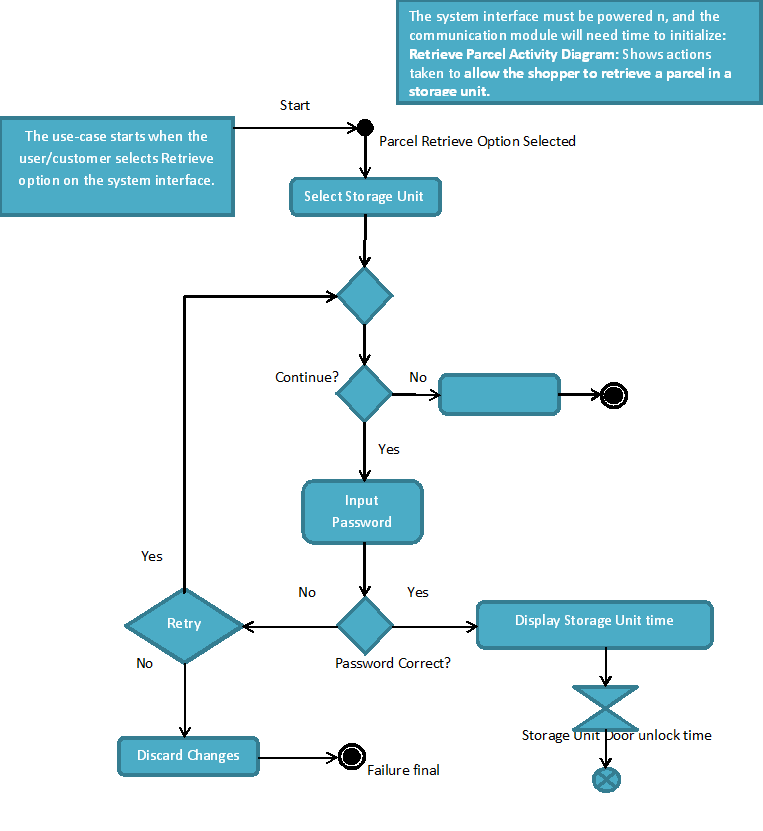 The system interface must be powered n, and the
communication module will need time to initialize:
Retrieve Parcel Activity Diagram: Shows actions
taken to allow the shopper to retrieve a parcel in a
storage unit.
Start
The use-case starts when the
user/customer selects Retrieve
option on the system interface.
Parcel Retrieve Option Selected
Select Storage Unit
Continue?
No
Yes
Input
Password
Yes
No
Yes
Retry
Display Storage Unit time
No
Password Correct?
Storage Unit Door unlock time
Discard Changes
Failure final